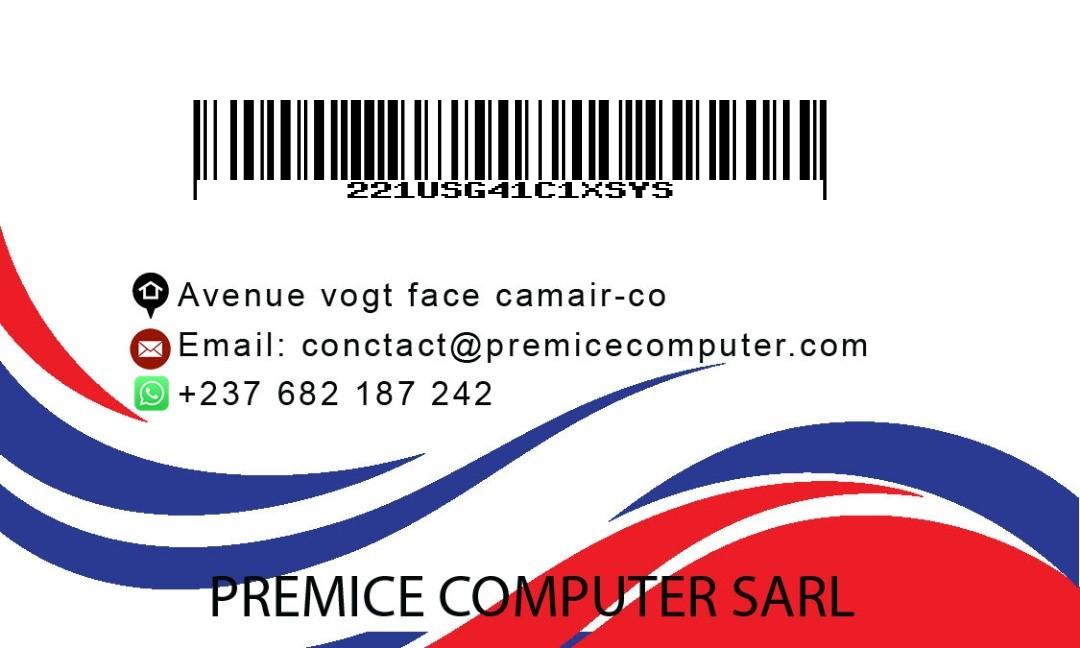 221USG41C1XSYS
Avenue vogt face camair-co
Email: conctact@premicecomputer.com
+237 682 187 242
PREMICE COMPUTER SARL